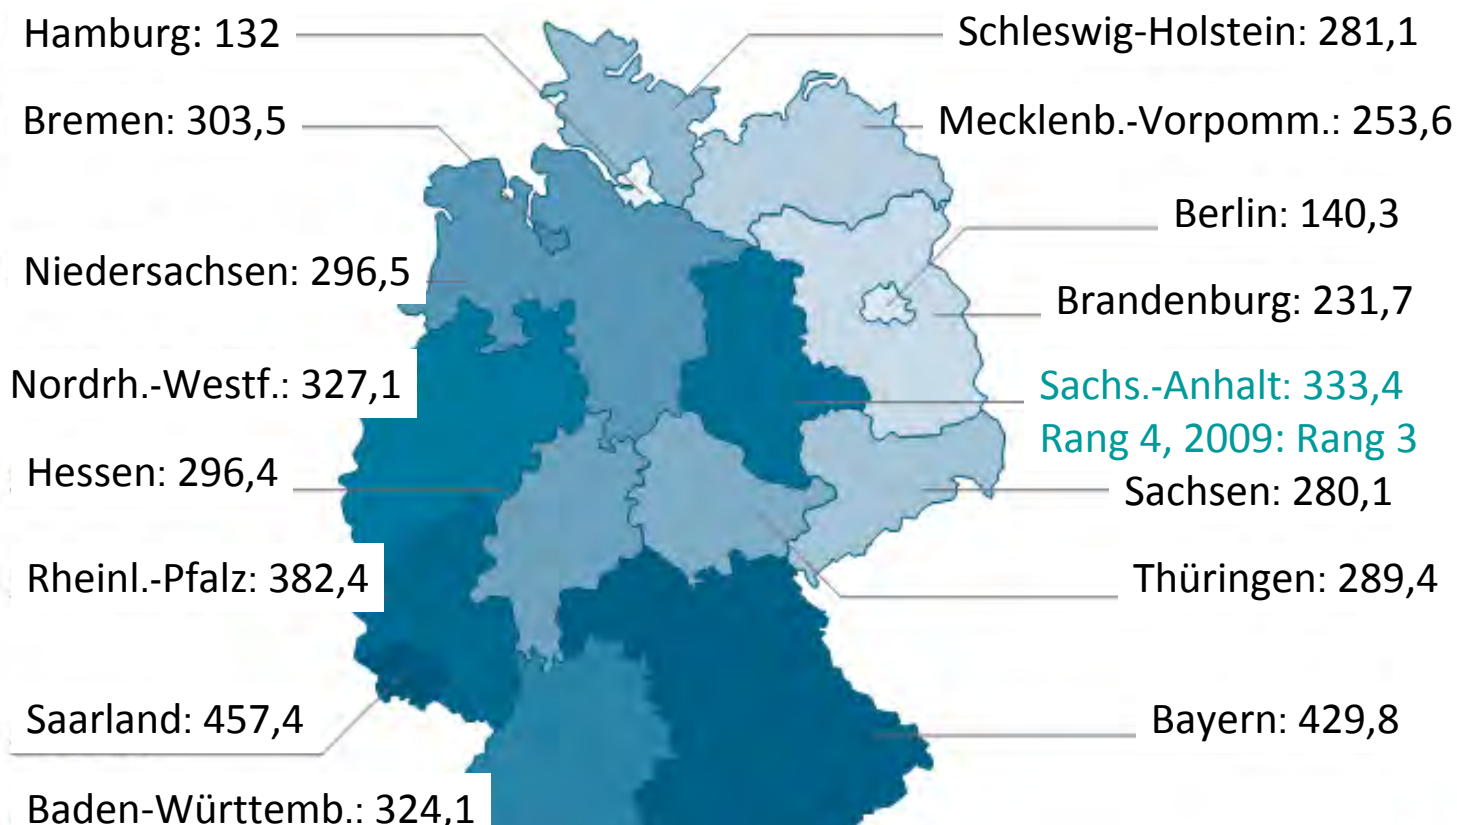 Hamburg: 132
Schleswig-Holstein: 281,1
Bremen: 303,5
Mecklenb.-Vorpomm.: 253,6
Berlin: 140,3
Niedersachsen: 296,5
Brandenburg: 231,7
Nordrh.-Westf.: 327,1
Sachs.-Anhalt: 333,4
Rang 4, 2009: Rang 3
Hessen: 296,4
Sachsen: 280,1
Rheinl.-Pfalz: 382,4
Thüringen: 289,4
Saarland: 457,4
Bayern: 429,8
Baden-Württemb.: 324,1